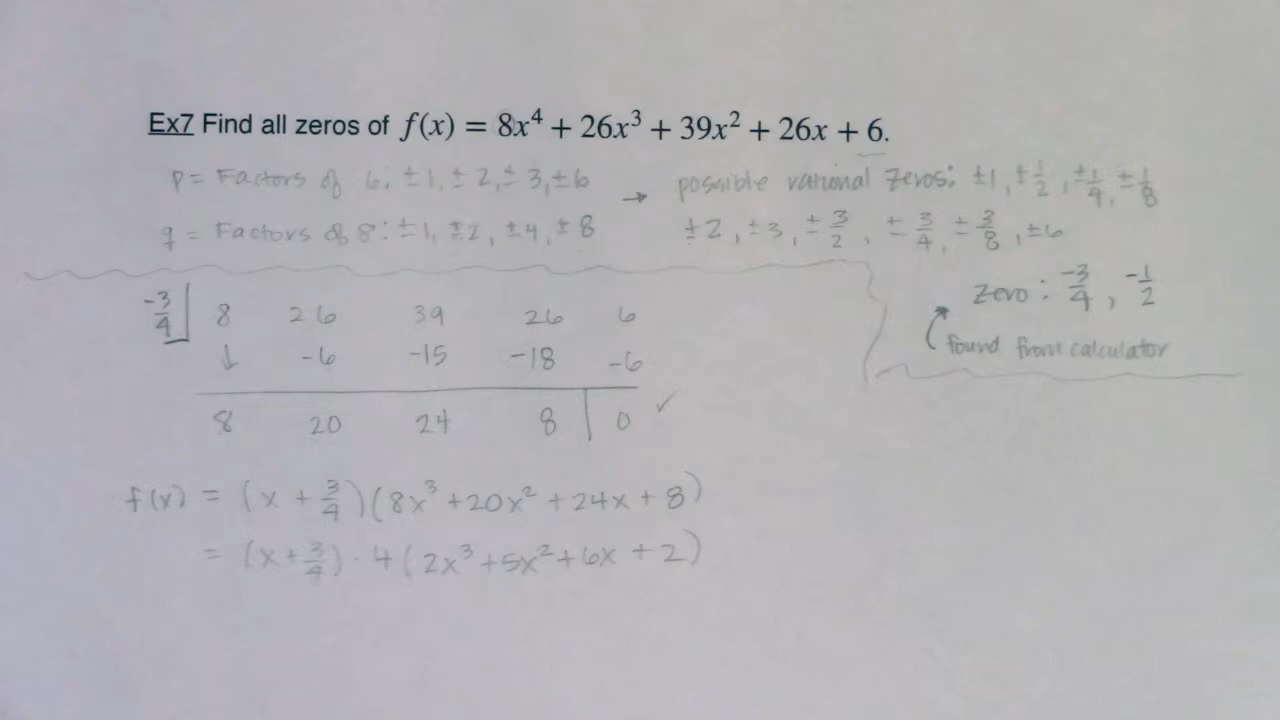 Ex7 Find all zeros of f(x) = 8x⁴ + 26x³ + 39x² + 26x + 6.
p = Factors of 6: ±1, ±2, ±3, ±6
q = Factors of 8: ±1, ±2, ±4, ±8
→ possible rational zeros: ±1, ±1/2, ±1/4, ±1/8
±2, ±3, ±3/2, ±3/4, ±3/8, ±6
zero: -3/4, -1/2
found from calculator
-3/4 | 8 26 39 26 6
↓ -6 -15 -18 -6
8 20 24 8 | 0 ✓
f(x) = (x + 3/4)(8x³ + 20x² + 24x + 8)
= (x + 3/4) · 4(2x³ + 5x² + 6x + 2)